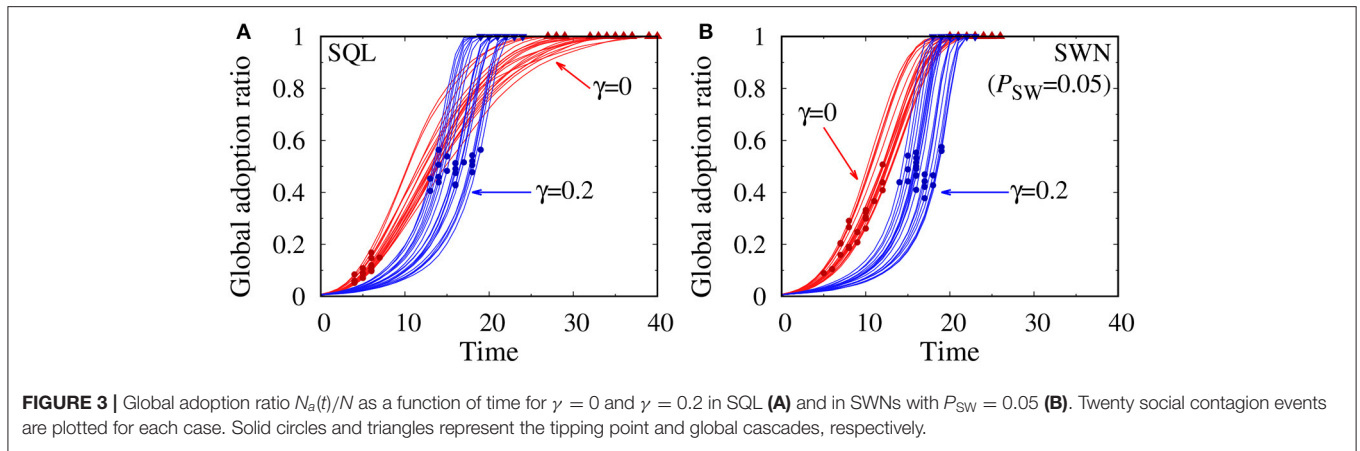 A
SQL
γ=0
γ=0.2
Global adoption ratio
1
0.8
0.6
0.4
0.2
0
0 10 20 30 40
Time
B
SWN
(P_SW=0.05)
γ=0
γ=0.2
Global adoption ratio
1
0.8
0.6
0.4
0.2
0
0 10 20 30 40
Time
FIGURE 3 | Global adoption ratio Na(t)/N as a function of time for γ = 0 and γ = 0.2 in SQL (A) and in SWNs with P_SW = 0.05 (B). Twenty social contagion events
are plotted for each case. Solid circles and triangles represent the tipping point and global cascades, respectively.